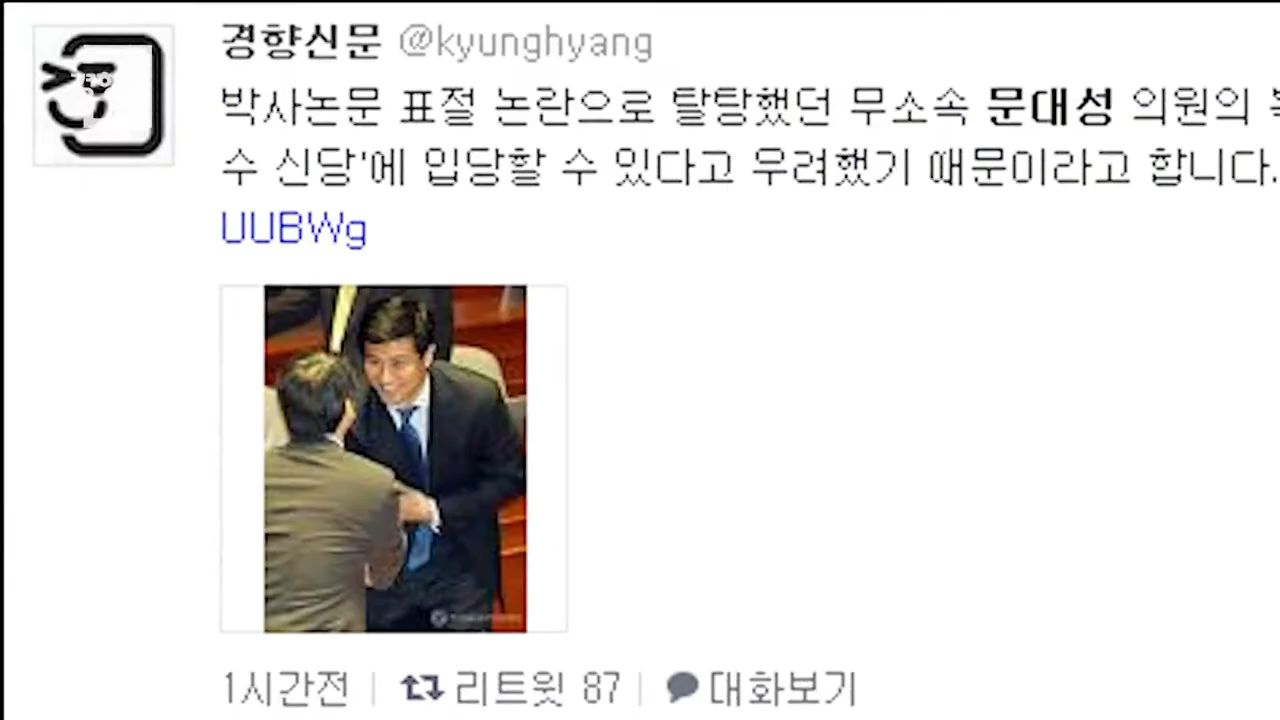 경향신문 @kyunghyang
박사논문 표절 논란으로 탈탕했던 무소속 문대성 의원의
수 신당'에 입당할 수 있다고 우려했기 때문이라고 합니다.
UUBWg
1시간전 리트윗 87 대화보기